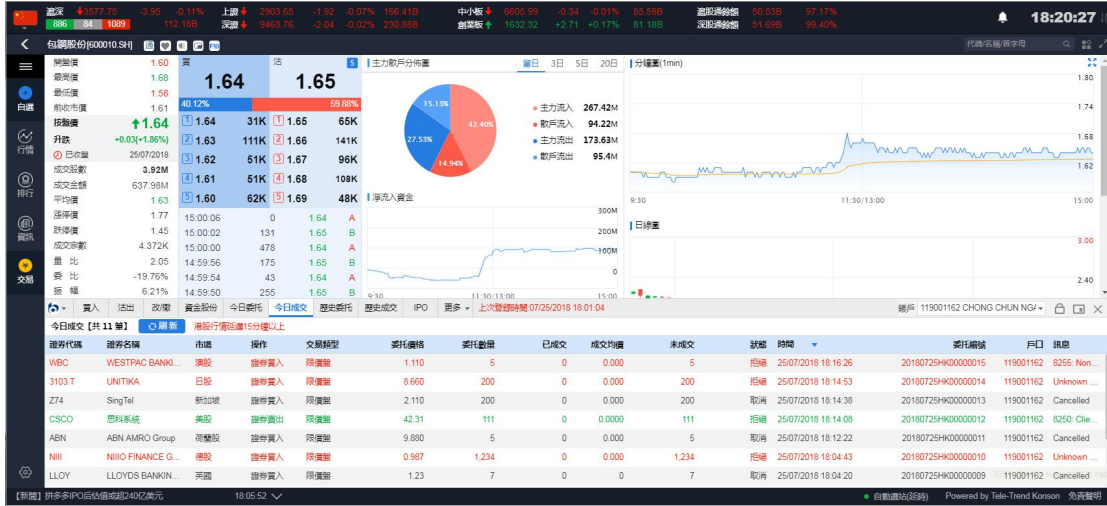 滬深 3577.75 -3.95 -0.11% 上證 2903.65 -1.92 -0.07% 166.41B 中小板 6605.99 -0.34 -0.01% 85.58B 滬股通餘額 50.53B 97.17%
886 84 1089 112.18B 深證 9463.76 -2.04 -0.02% 230.88B 創業板 1632.32 +2.71 +0.17% 81.18B 深股通餘額 51.69B 99.40%
18:20:27
包鋼股份[600010.SH] 週 F10 代碼/名稱/首字母
自選
行情
排行
資訊
交易
開盤價 1.60
最高價 1.68
最低價 1.58
前收市價 1.61
按盤價 1.64
升跌 +0.03(+1.86%)
已收盤 25/07/2018
成交股數 3.92M
成交金額 637.98M
平均價 1.63
漲停價 1.77
跌停價 1.45
成交宗數 4.372K
量 比 2.05
委 比 -19.76%
振 幅 6.21%
買 沽 5
1.64 1.65
40.12% 59.88%
1 1.64 31K 1 1.65 65K
2 1.63 111K 2 1.66 141K
3 1.62 51K 3 1.67 96K
4 1.61 51K 4 1.68 108K
5 1.60 62K 5 1.69 48K
15:00:06 0 1.64 A
15:00:02 131 1.65 B
15:00:00 478 1.64 A
14:59:56 175 1.65 B
14:59:54 43 1.64 A
14:59:50 255 1.65 B
主力散戶分佈圖 當日 3日 5日 20日
15.13%
42.40%
27.53%
14.94%
主力流入 267.42M
散戶流入 94.22M
主力流出 173.63M
散戶流出 95.4M
淨流入資金
300M
200M
100M
0
9:30 11:30/13:00 15:00
分鐘圖(1min)
1.80
1.74
1.68
1.62
9:30 11:30/13:00 15:00
日線圖
3.00
2.40
買入 沽出 改/撤 資金股份 今日委托 今日成交 歷史委托 歷史成交 IPO 更多 上次登錄時間:07/25/2018 18:01:04 賬戶 119001162 CHONG CHUN NG/
今日成交【共 11 筆】 刷新 港股行情延遲15分鐘以上
證券代碼 證券名稱 市場 操作 交易類型 委托價格 委托數量 已成交 成交均價 未成交 狀態 時間 委托編號 戶口 訊息
WBC WESTPAC BANKI... 澳股 證券買入 限價盤 1.110 5 0 0.000 5 拒絕 25/07/2018 18:16:26 20180725HK00000015 119001162 8255: Non...
3103.T UNITIKA 日股 證券買入 限價盤 8.660 200 0 0.000 200 拒絕 25/07/2018 18:14:53 20180725HK00000014 119001162 Unknown ...
Z74 SingTel 新加坡 證券買入 限價盤 2.110 200 0 0.000 200 取消 25/07/2018 18:14:38 20180725HK00000013 119001162 Cancelled
CSCO 思科系統 美股 證券賣出 限價盤 42.31 111 0 0.0000 111 拒絕 25/07/2018 18:14:08 20180725HK00000012 119001162 8250: Clie...
ABN ABN AMRO Group 荷蘭股 證券買入 限價盤 9.880 5 0 0.000 5 取消 25/07/2018 18:12:22 20180725HK00000011 119001162 Cancelled
NIII NIIIO FINANCE G... 德股 證券買入 限價盤 0.987 1,234 0 0.000 1,234 拒絕 25/07/2018 18:04:43 20180725HK00000010 119001162 Unknown ...
LLOY LLOYDS BANKIN... 英國 證券買入 限價盤 1.23 7 0 0 7 取消 25/07/2018 18:04:20 20180725HK00000009 119001162 Cancelled
【新聞】拼多多IPO后估值或超240亿美元 18:05:52 自動選站(延時) Powered by Tele-Trend Konson 免責聲明